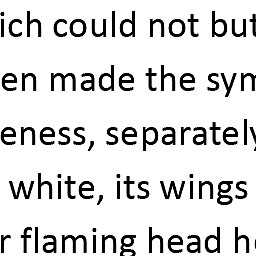 ich could not but
en made the sym
eness, separately
white, its wings
r flaming head h